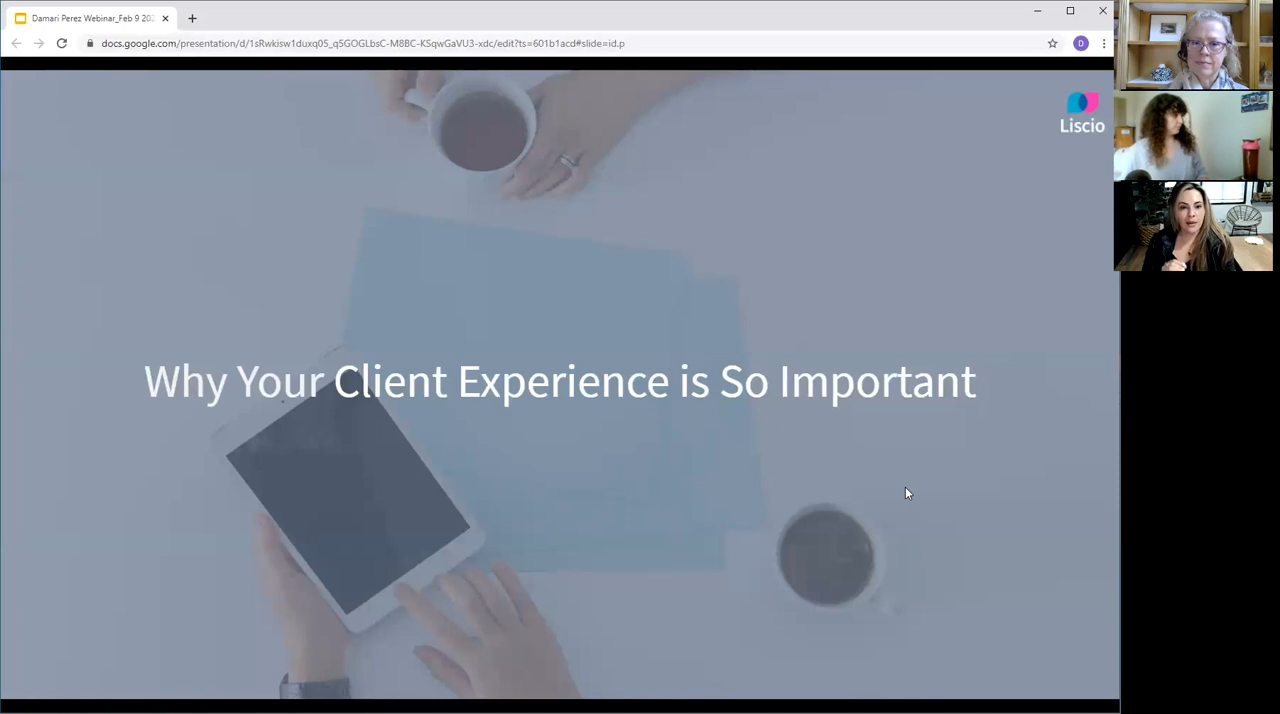 Damari Perez Webinar_Feb 9 202
docs.google.com/presentation/d/1sRwkisw1duxq05_q5GOGLbsC-M8BC-KSqwGaVU3-xdc/edit?ts=601b1acd#slide=id.p
D
Liscio
Why Your Client Experience is So Important